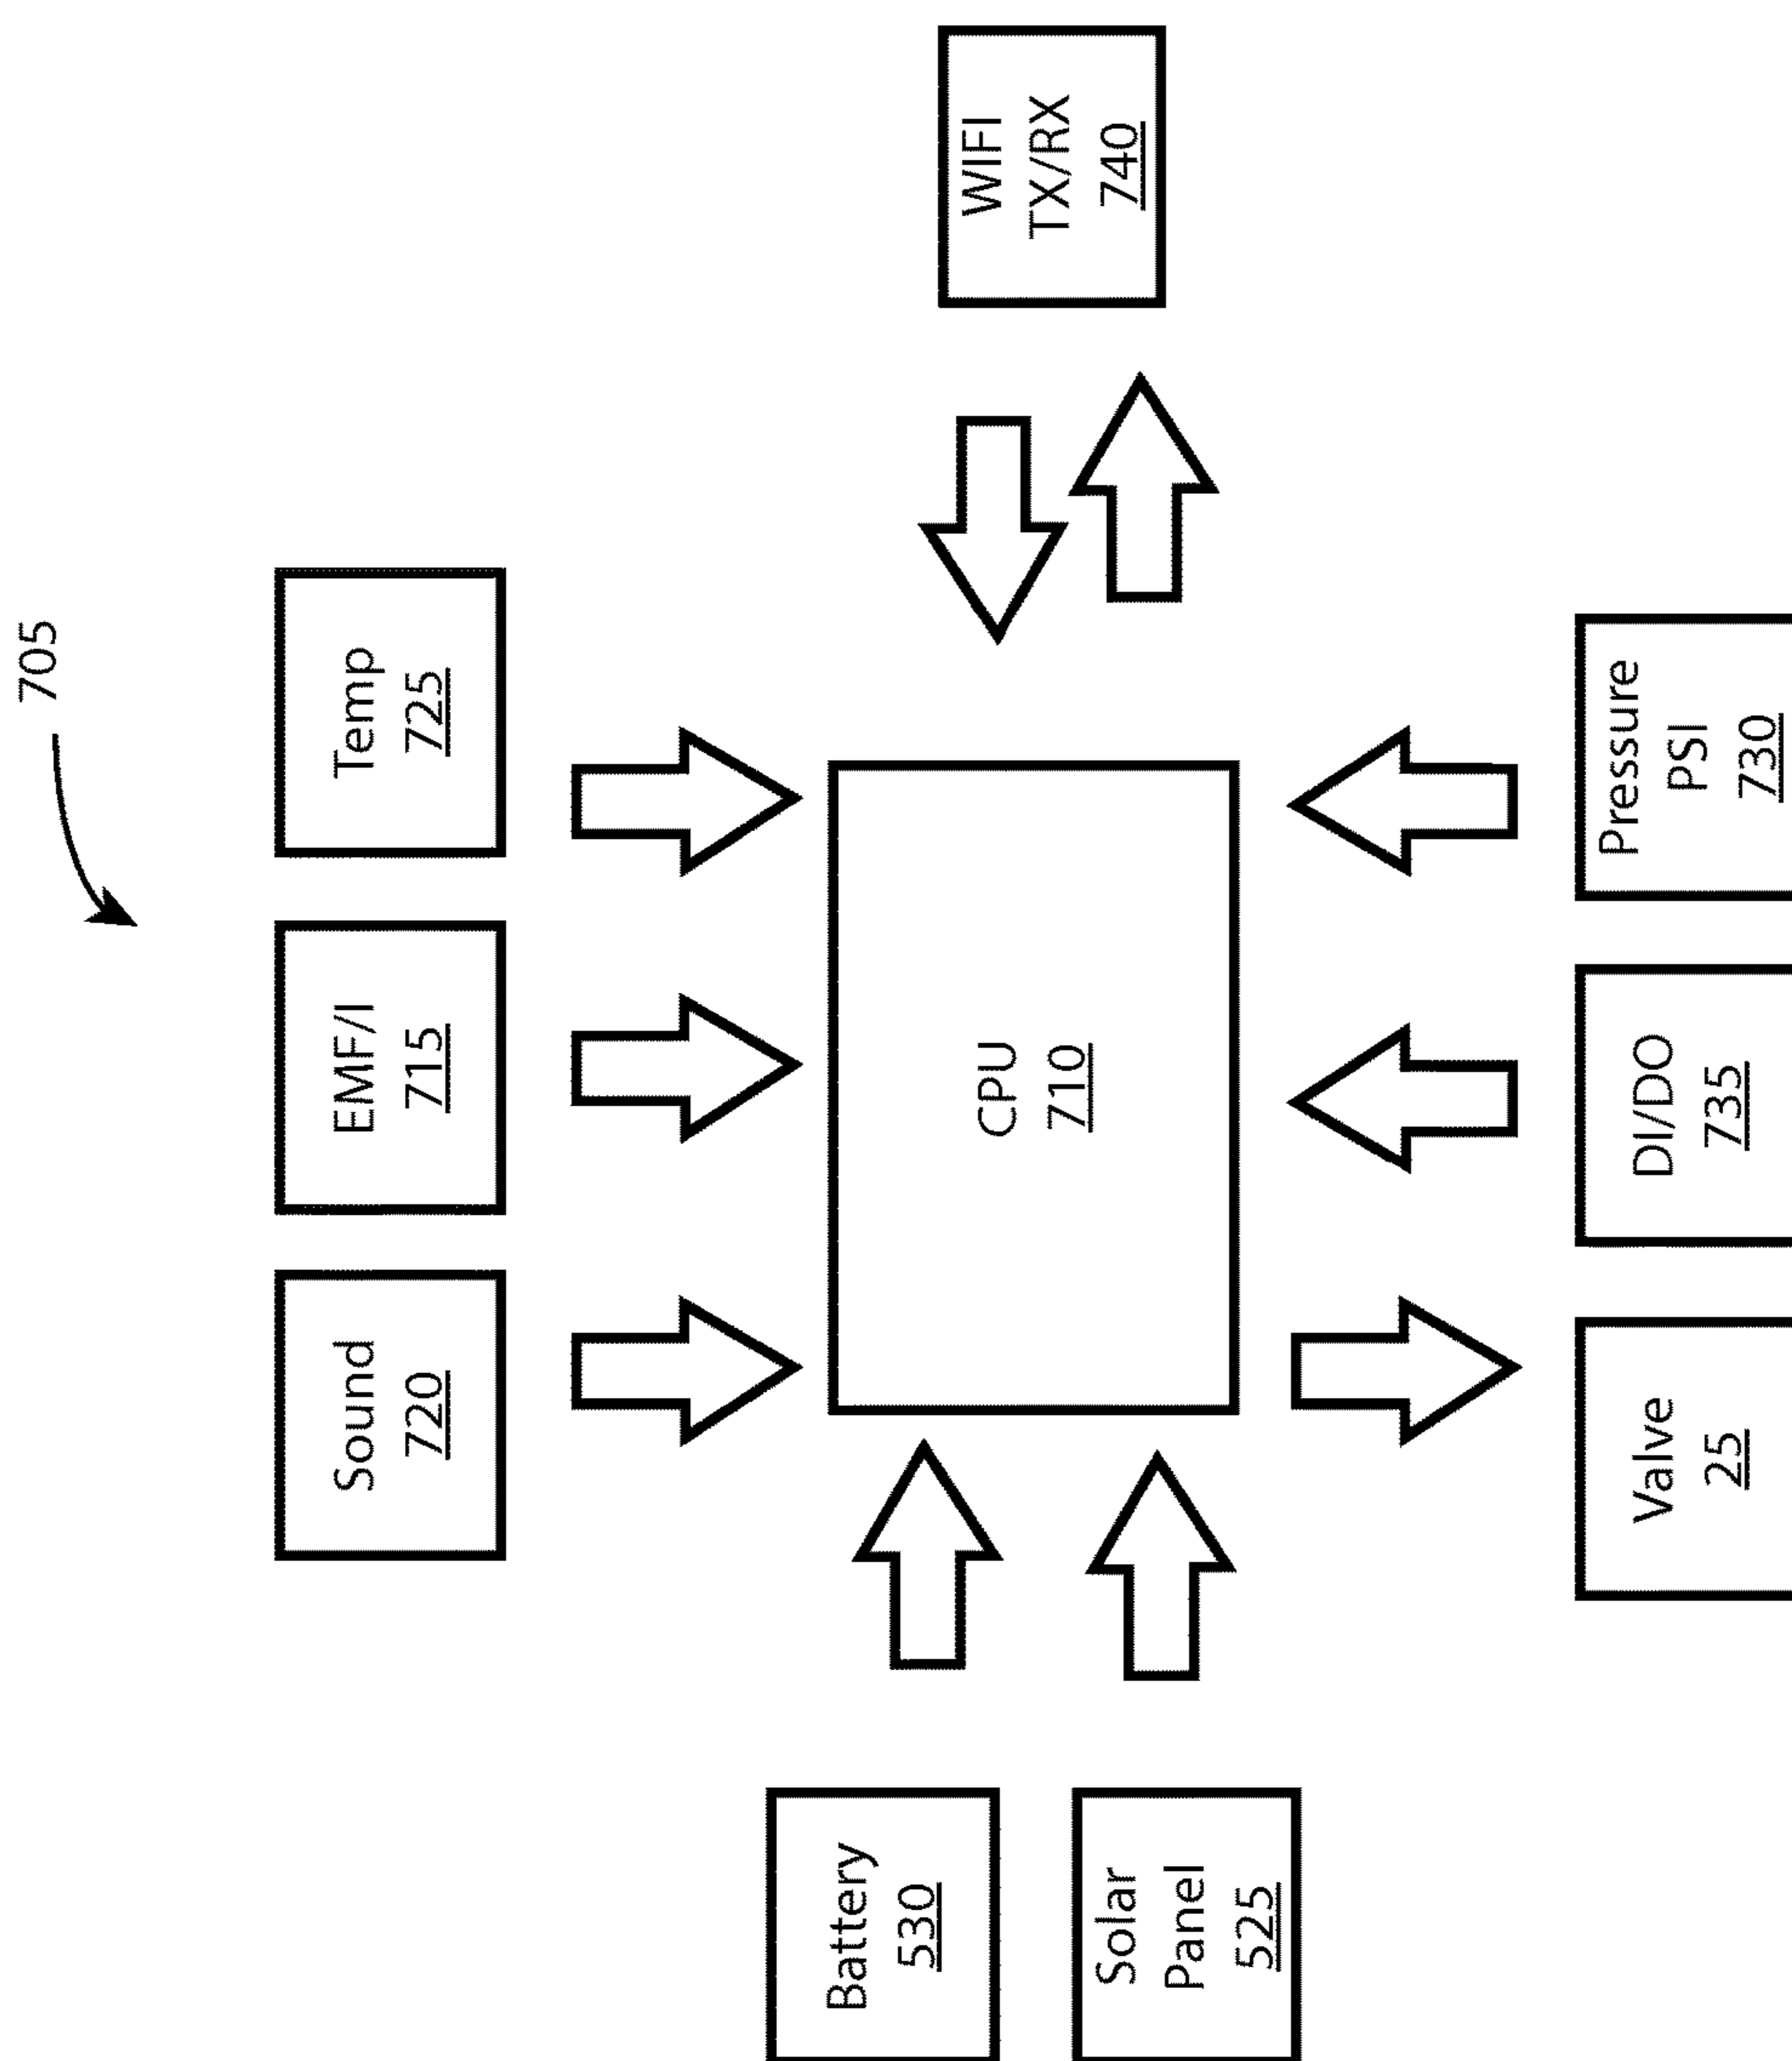 705
Sound
720
EMF/I
715
Temp
725
Battery
530
Solar
Panel
525
CPU
710
WIFI
TX/RX
740
Valve
25
DI/DO
735
Pressure
PSI
730